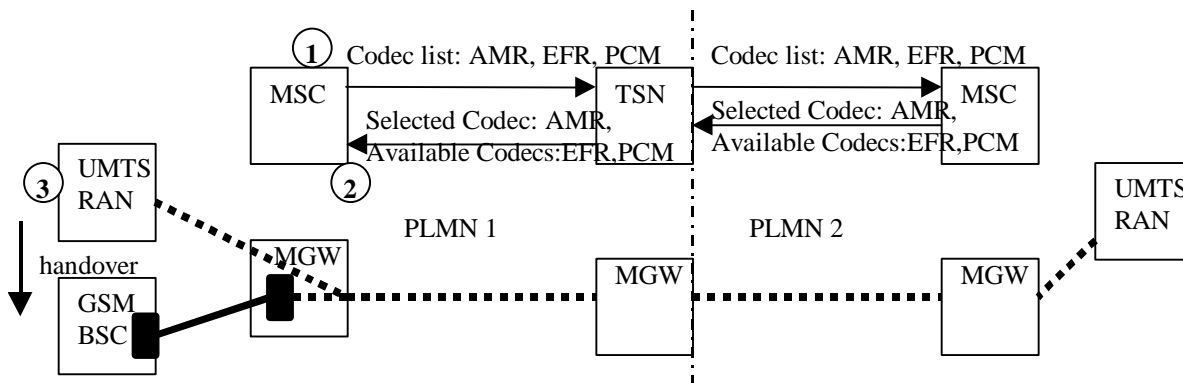 1
Codec list: AMR, EFR, PCM
Codec list: AMR, EFR, PCM
MSC
TSN
MSC
Selected Codec: AMR,
Available Codecs:EFR,PCM
Selected Codec: AMR,
Available Codecs:EFR,PCM
2
3
UMTS
RAN
UMTS
RAN
PLMN 1
PLMN 2
handover
MGW
MGW
MGW
GSM
BSC